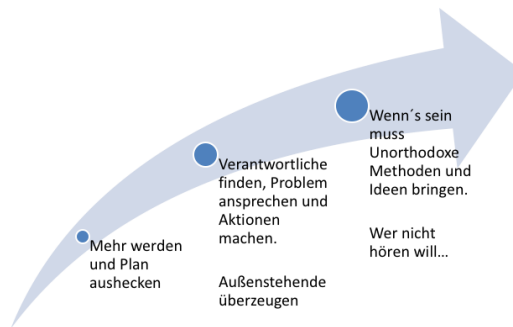 Mehr werden
und Plan
aushecken
Verantwortliche
finden, Problem
ansprechen und
Aktionen
machen.
Außenstehende
überzeugen
Wenn´s sein
muss
Unorthodoxe
Methoden und
Ideen bringen.
Wer nicht
hören will…